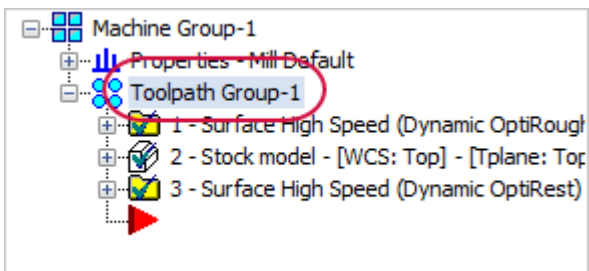 Machine Group-1
Properties - Mill Default
Toolpath Group-1
1 - Surface High Speed (Dynamic OptiRough
2 - Stock model - [WCS: Top] - [Tplane: Top
3 - Surface High Speed (Dynamic OptiRest)